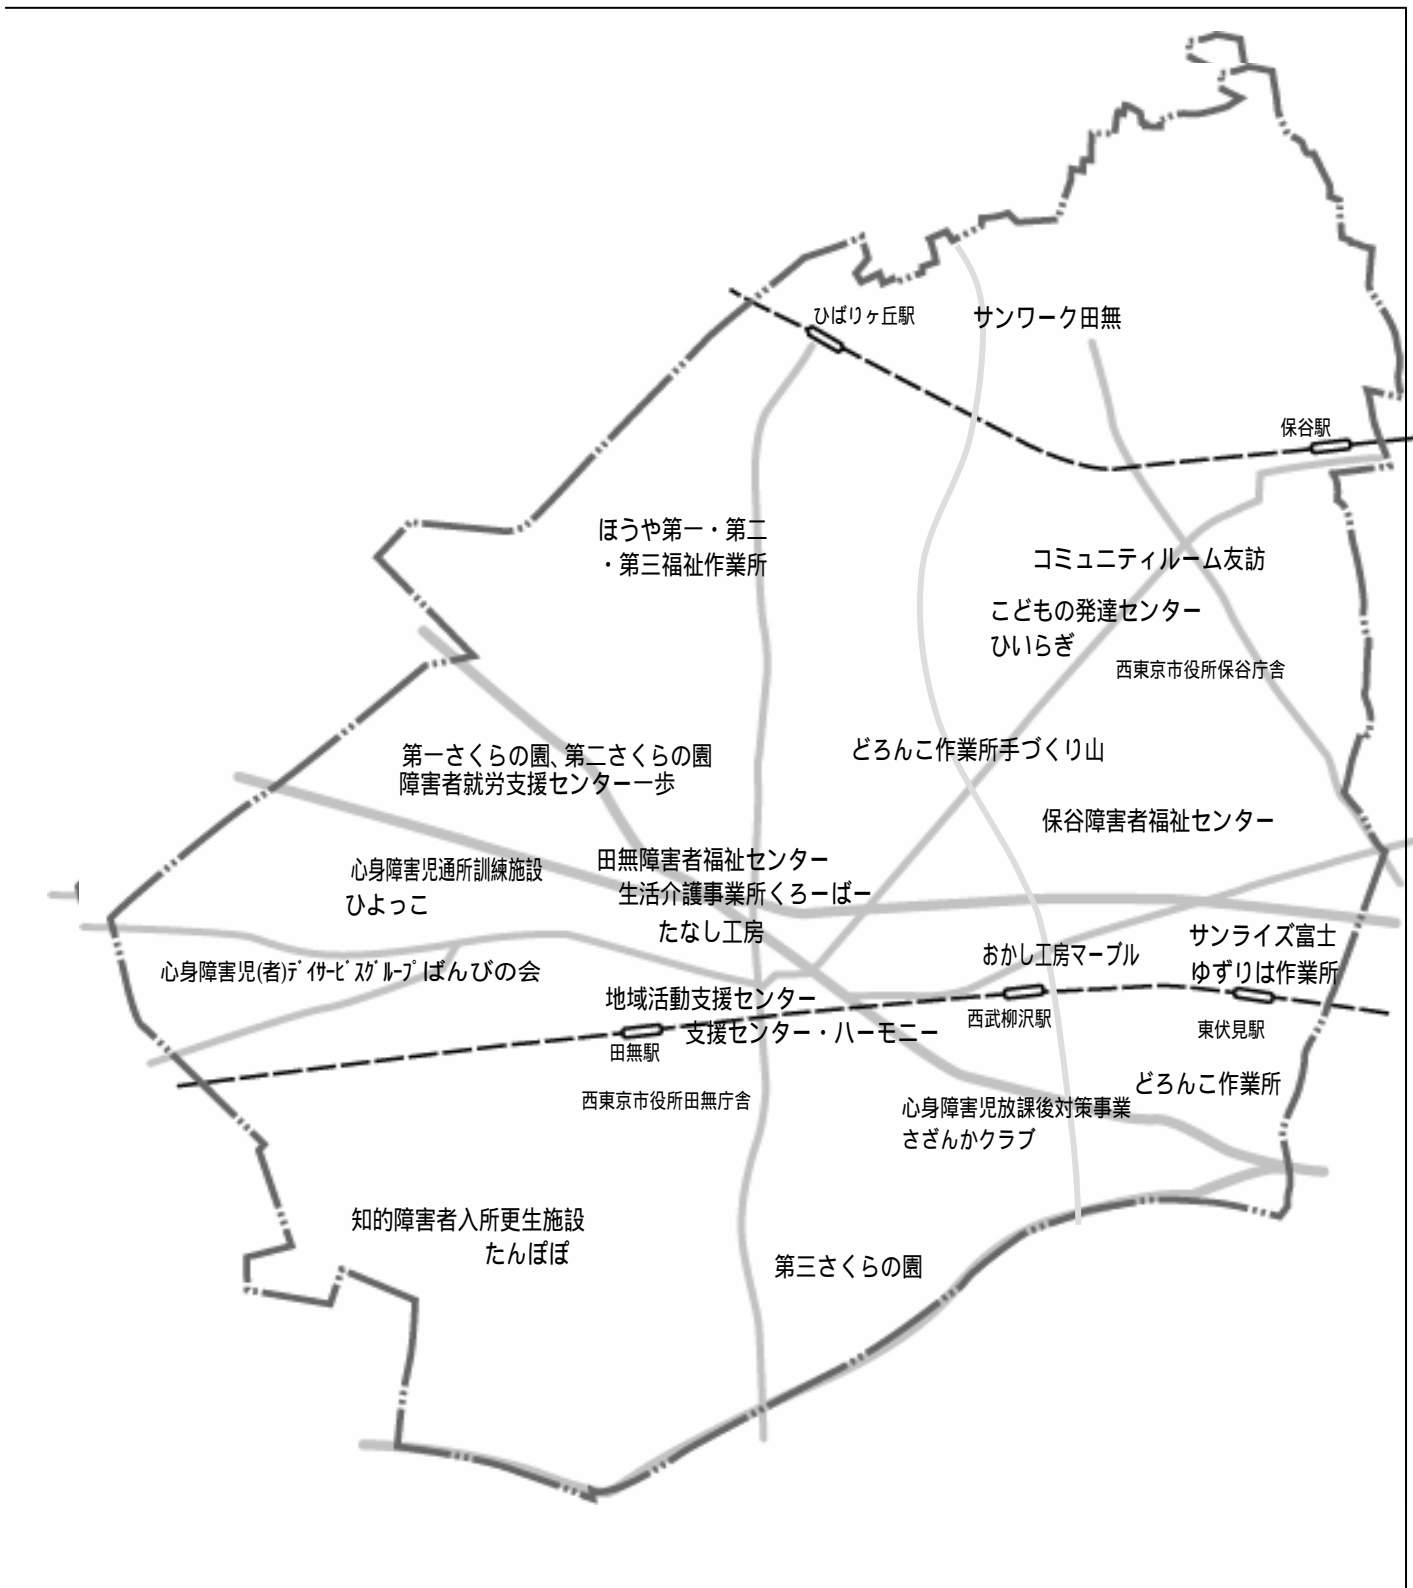 ひばりヶ丘駅
サンワーク田無
保谷駅
ほうや第一・第二
・第三福祉作業所
コミュニティルーム友訪
こどもの発達センター
ひいらぎ
西東京市役所保谷庁舎
第一さくらの園、第二さくらの園
障害者就労支援センター一歩
どろんこ作業所手づくり山
保谷障害者福祉センター
心身障害児通所訓練施設
ひよっこ
田無障害者福祉センター
生活介護事業所くろーばー
たなし工房
おかし工房マーブル
サンライズ富士
ゆずりは作業所
心身障害児(者)ﾃﾞｲｻｰﾋﾞｽｸﾞﾙｰﾌﾟばんびの会
地域活動支援センター
支援センター・ハーモニー
西武柳沢駅
東伏見駅
田無駅
西東京市役所田無庁舎
どろんこ作業所
心身障害児放課後対策事業
さざんかクラブ
知的障害者入所更生施設
たんぽぽ
第三さくらの園